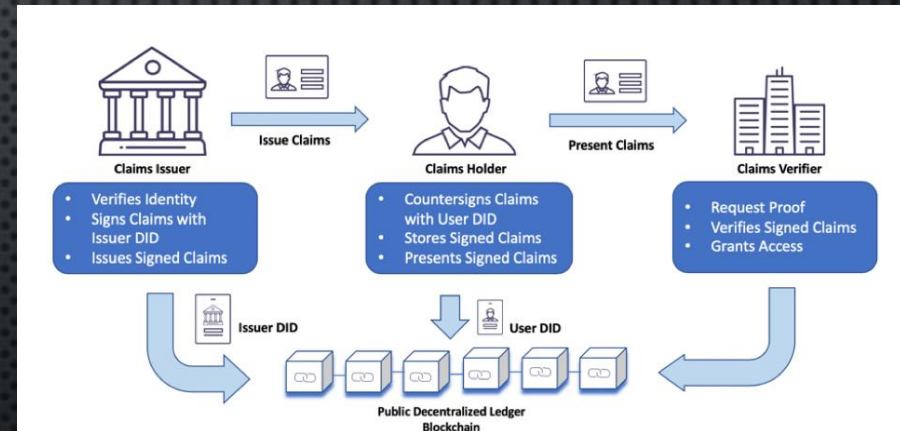 Issue Claims
Present Claims
Claims Issuer
Claims Holder
Claims Verifier
• Verifies Identity
• Signs Claims with
Issuer DID
• Issues Signed Claims
• Countersigns Claims
with User DID
• Stores Signed Claims
• Presents Signed Claims
• Request Proof
• Verifies Signed Claims
• Grants Access
Issuer DID
User DID
Public Decentralized Ledger
Blockchain